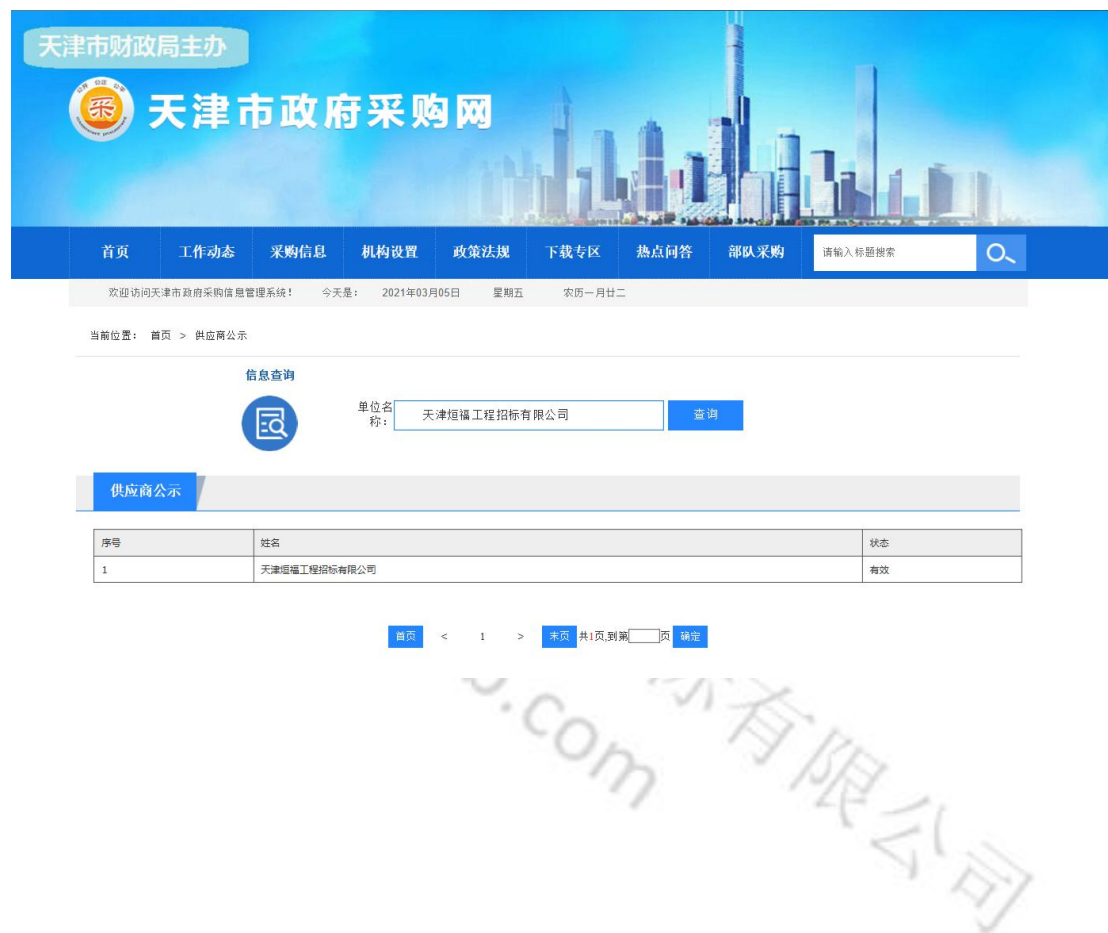 天津市财政局主办
天津市政府采购网
首页 工作动态 采购信息 机构设置 政策法规 下载专区 热点问答 部队采购 请输入标题搜索
欢迎访问天津市政府采购信息管理系统! 今天是: 2021年03月05日 星期五 农历一月廿二
当前位置: 首页 > 供应商公示
信息查询
单位名
称: 天津烜福工程招标有限公司 查询
供应商公示
序号 姓名 状态
1 天津烜福工程招标有限公司 有效
首页 < 1 > 末页 共1页,到第 页 确定
.com
标有限公司